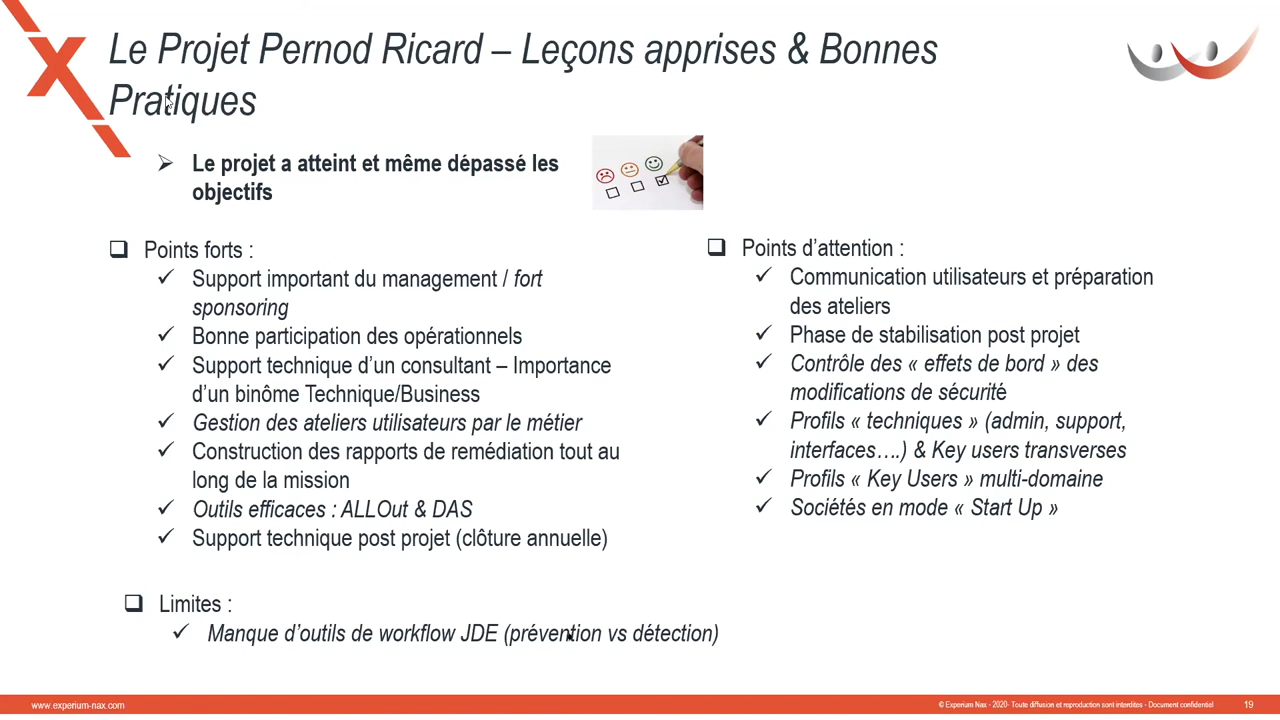 Le Projet Pernod Ricard – Leçons apprises & Bonnes
Pratiques
Le projet a atteint et même dépassé les
objectifs
Points forts :
Support important du management / fort
sponsoring
Bonne participation des opérationnels
Support technique d’un consultant – Importance
d’un binôme Technique/Business
Gestion des ateliers utilisateurs par le métier
Construction des rapports de remédiation tout au
long de la mission
Outils efficaces : ALLOut & DAS
Support technique post projet (clôture annuelle)
Points d’attention :
Communication utilisateurs et préparation
des ateliers
Phase de stabilisation post projet
Contrôle des « effets de bord » des
modifications de sécurité
Profils « techniques » (admin, support,
interfaces….) & Key users transverses
Profils « Key Users » multi-domaine
Sociétés en mode « Start Up »
Limites :
Manque d’outils de workflow JDE (prévention vs détection)
www.experium-nax.com
© Experium Nax - 2020- Toute diffusion et reproduction sont interdites - Document confidentiel
19